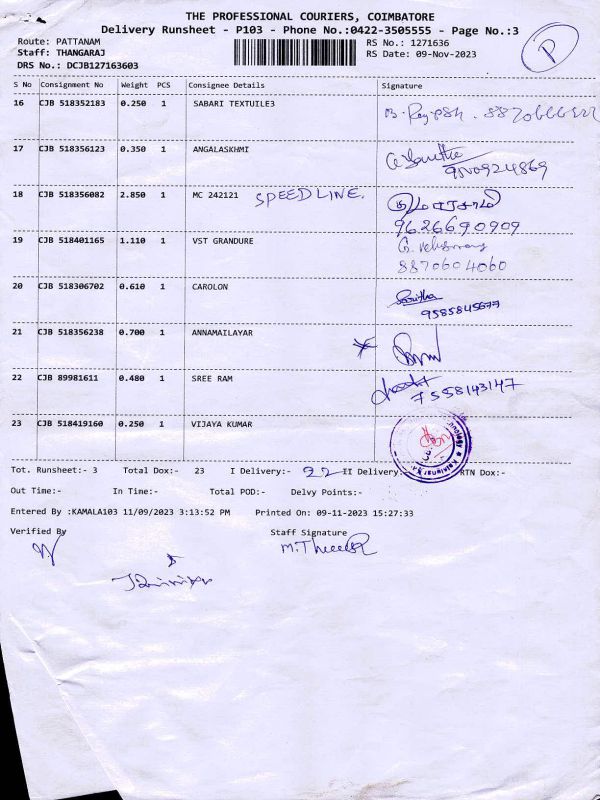 THE PROFESSIONAL COURIERS, COIMBATORE
Delivery Runsheet - P103 - Phone No.:0422-3505555 - Page No.:3
Route: PATTANAM RS No.: 1271636
Staff: THANGARAJ RS Date: 09-Nov-2023
DRS No.: DCJB127163603
P
S No Consignment No Weight PCS Consignee Details Signature
16 CJB 518352183 0.250 1 SABARI TEXTUILE3
17 CJB 518356123 0.350 1 ANGALASKHMI
9500924869
18 CJB 518356082 2.850 1 MC 242121 SPEEDLINE.
9626690909
19 CJB 518401165 1.110 1 VST GRANDURE
8870604060
20 CJB 518306702 0.610 1 CAROLON
9585845677
21 CJB 518356238 0.700 1 ANNAMAILAYAR
22 CJB 89981611 0.480 1 SREE RAM 7558143147
23 CJB 518419160 0.250 1 VIJAYA KUMAR
Tot. Runsheet:- 3 Total Dox:- 23 I Delivery:- 22 II Delivery: RTN Dox:-
Out Time:- In Time:- Total POD:- Delvy Points:-
Entered By :KAMALA103 11/09/2023 3:13:52 PM Printed On: 09-11-2023 15:27:33
Verified By Staff Signature